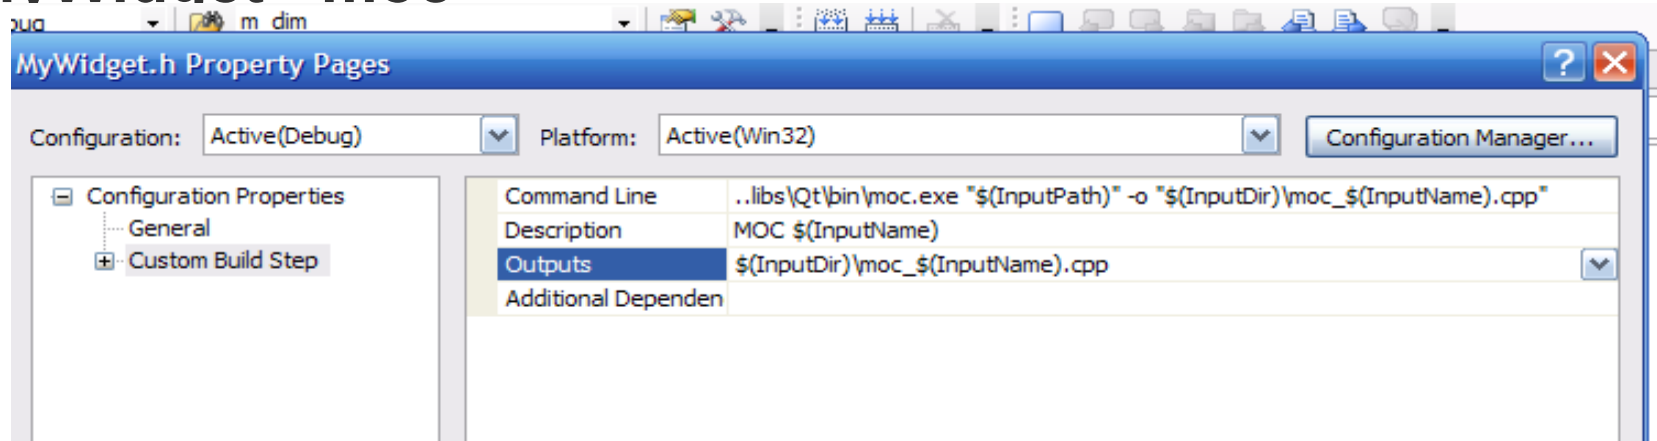 m_dim
MyWidget.h Property Pages
Configuration: Active(Debug) Platform: Active(Win32) Configuration Manager...
Configuration Properties
General
Custom Build Step
Command Line ..libs\Qt\bin\moc.exe "$(InputPath)" -o "$(InputDir)\moc_$(InputName).cpp"
Description MOC $(InputName)
Outputs $(InputDir)\moc_$(InputName).cpp
Additional Dependen